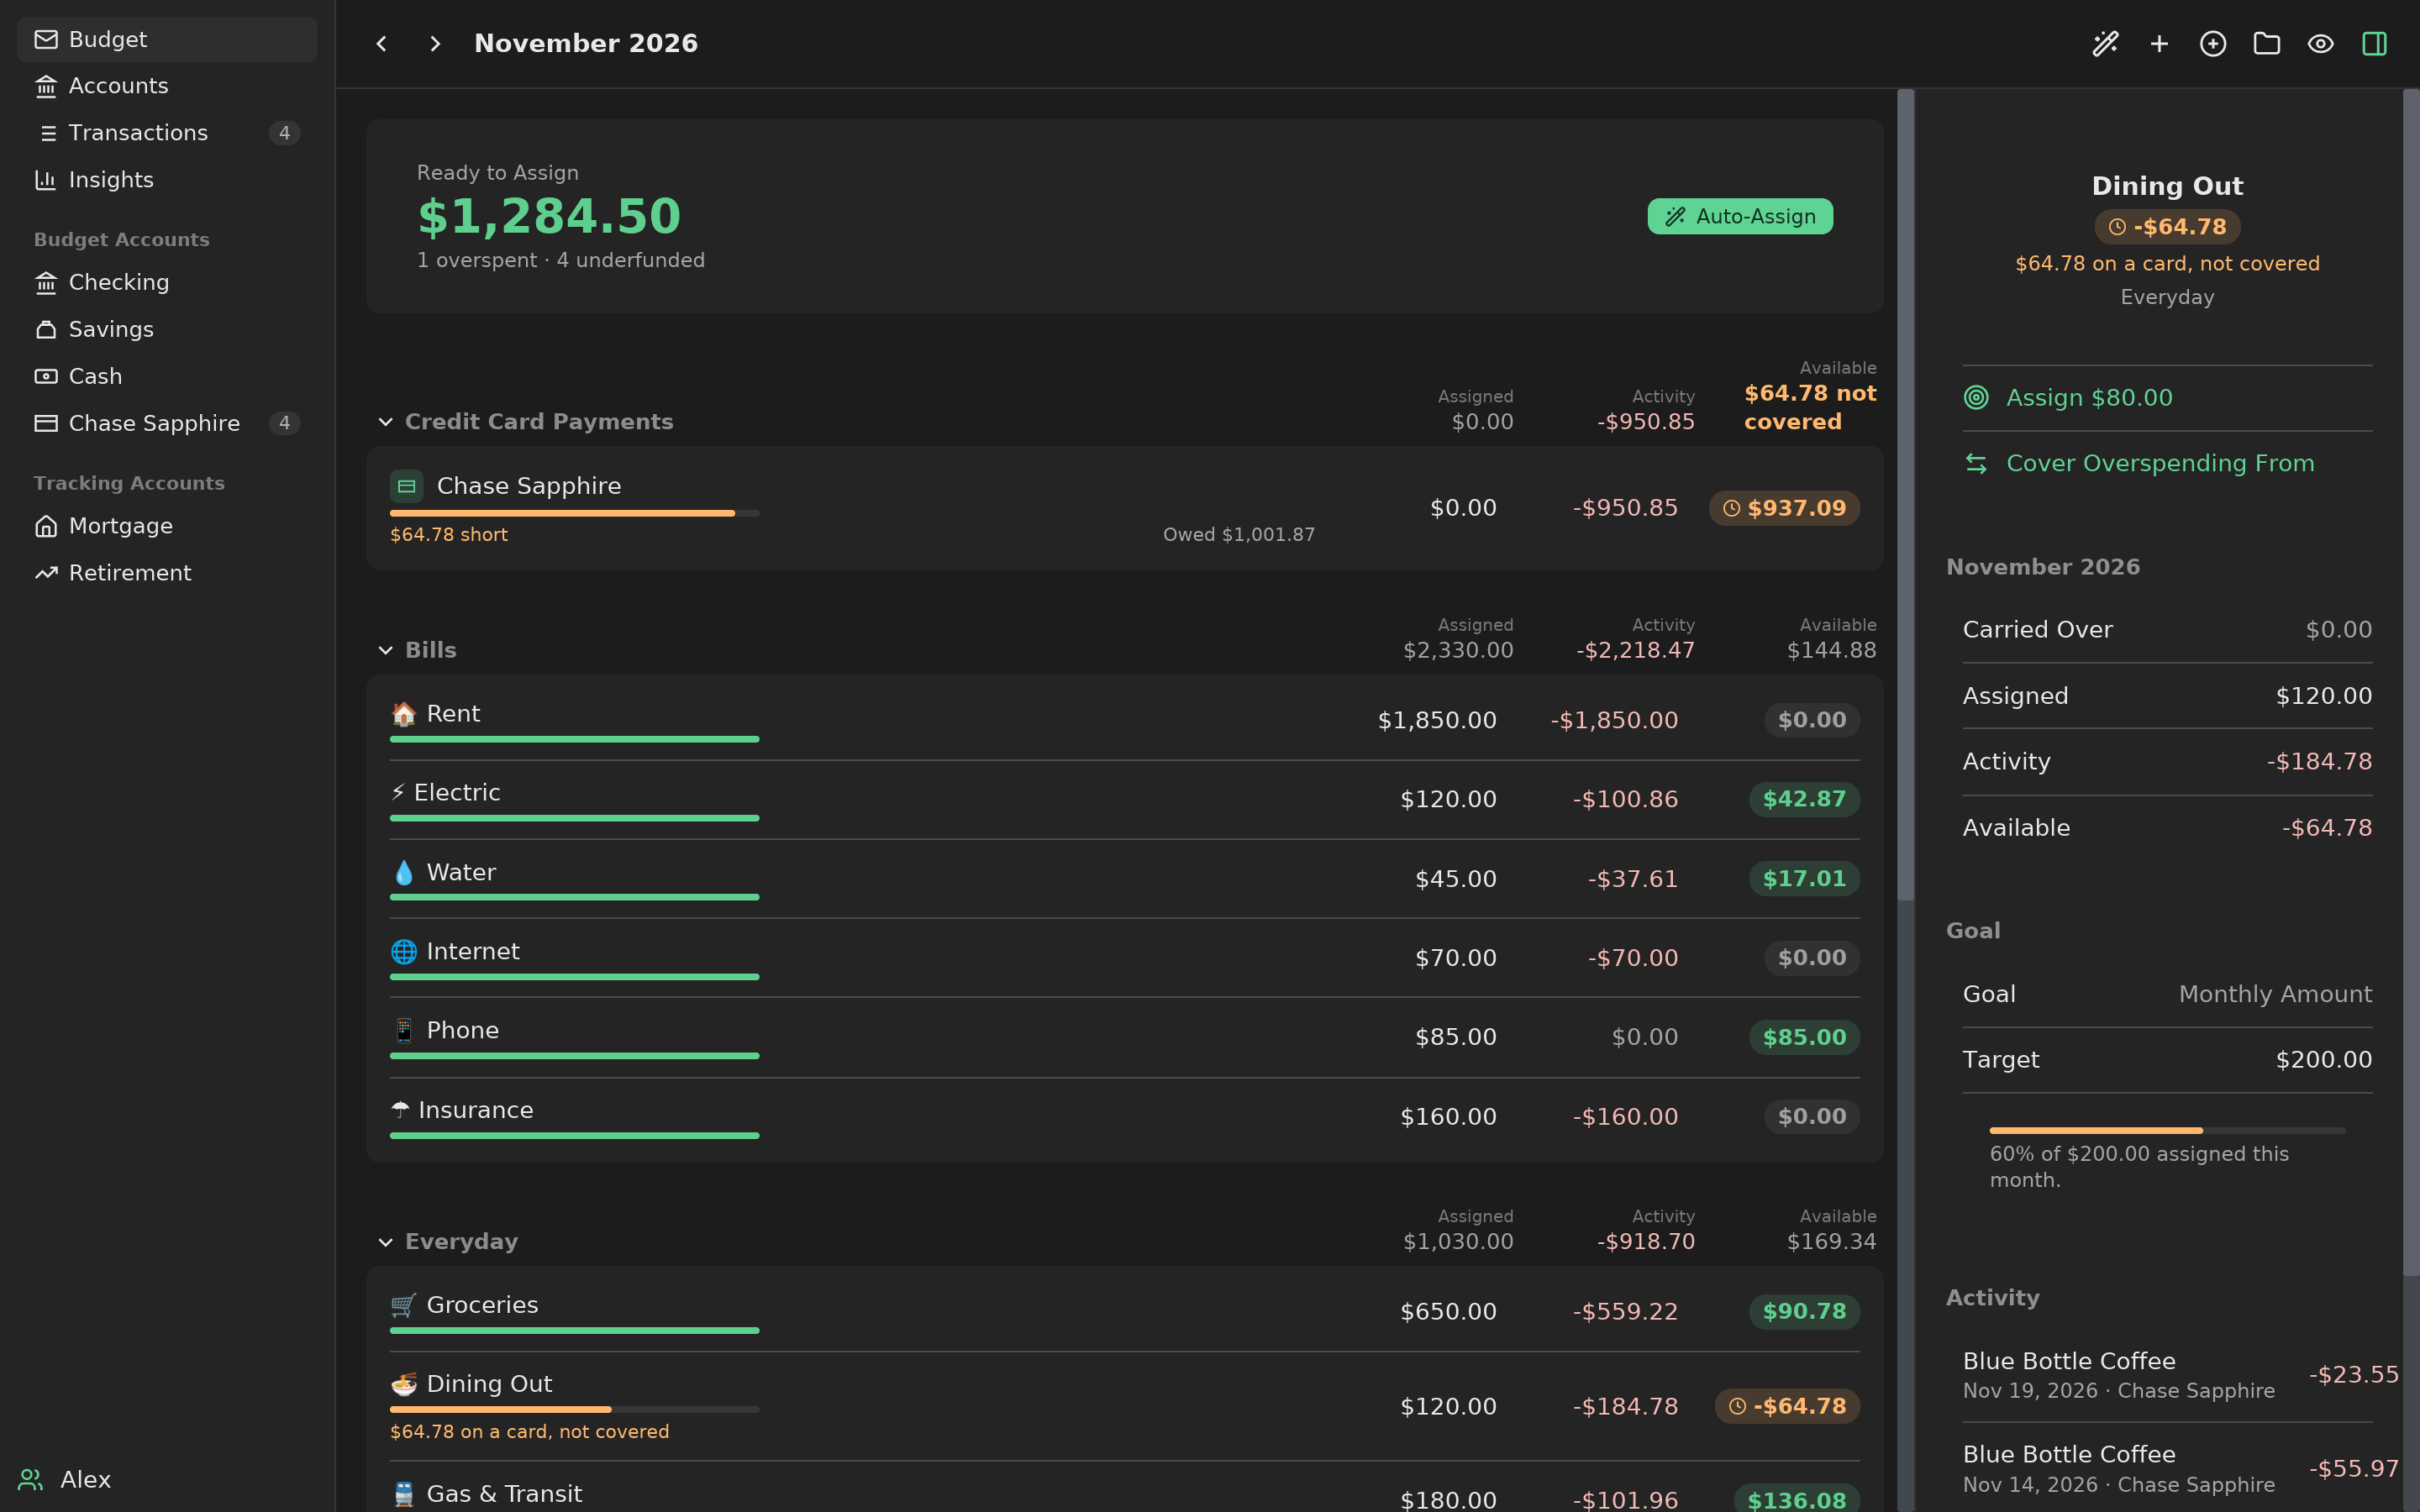 Budget
Accounts
Transactions 4
Insights
Budget Accounts
Checking
Savings
Cash
Chase Sapphire 4
Tracking Accounts
Mortgage
Retirement
Alex
November 2026
Ready to Assign
$1,284.50
1 overspent · 4 underfunded
Auto-Assign
Credit Card Payments
Assigned
$0.00
Activity
-$950.85
Available
$64.78 not
covered
Chase Sapphire
$64.78 short
Owed $1,001.87
$0.00
-$950.85
$937.09
Bills
Assigned
$2,330.00
Activity
-$2,218.47
Available
$144.88
Rent $1,850.00 -$1,850.00 $0.00
Electric $120.00 -$100.86 $42.87
Water $45.00 -$37.61 $17.01
Internet $70.00 -$70.00 $0.00
Phone $85.00 $0.00 $85.00
Insurance $160.00 -$160.00 $0.00
Everyday
Assigned
$1,030.00
Activity
-$918.70
Available
$169.34
Groceries $650.00 -$559.22 $90.78
Dining Out $120.00 -$184.78 -$64.78
$64.78 on a card, not covered
Gas & Transit $180.00 -$101.96 $136.08
Dining Out
-$64.78
$64.78 on a card, not covered
Everyday
Assign $80.00
Cover Overspending From
November 2026
Carried Over $0.00
Assigned $120.00
Activity -$184.78
Available -$64.78
Goal
Goal Monthly Amount
Target $200.00
60% of $200.00 assigned this
month.
Activity
Blue Bottle Coffee -$23.55
Nov 19, 2026 · Chase Sapphire
Blue Bottle Coffee -$55.97
Nov 14, 2026 · Chase Sapphire